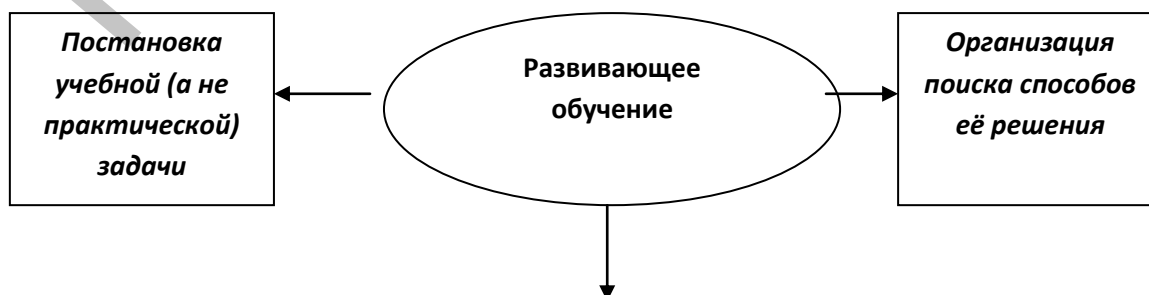 Постановка
учебной (а не
практической)
задачи
Развивающее
обучение
Организация
поиска способов
её решения